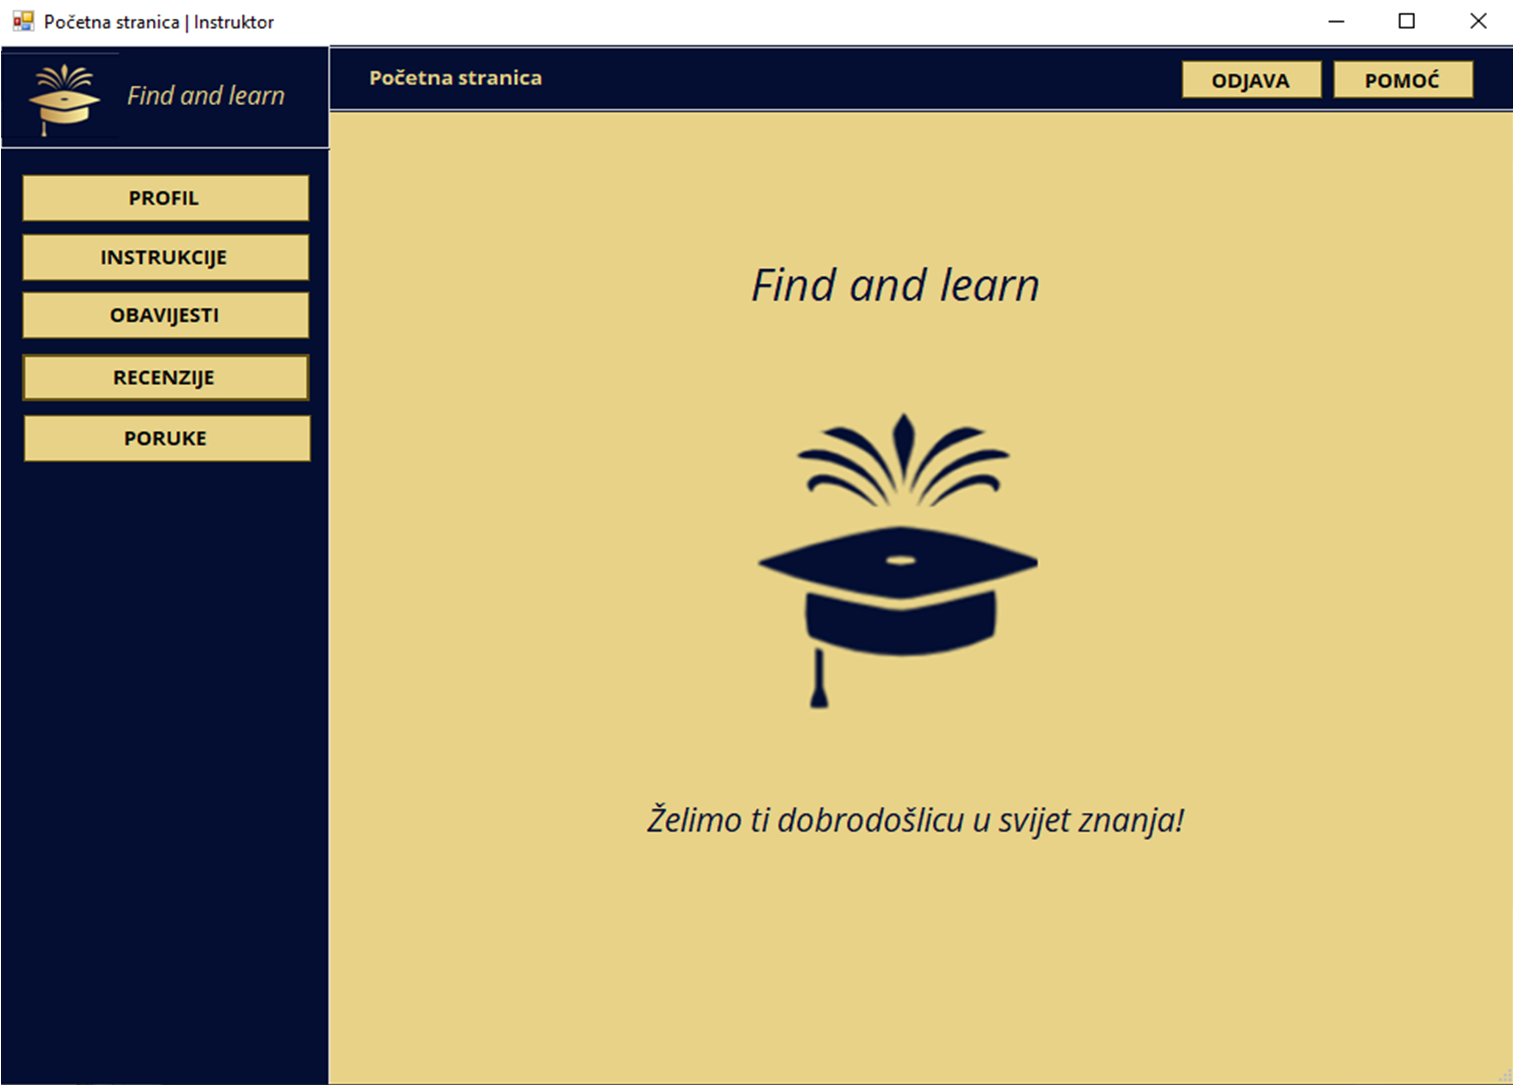 Početna stranica | Instruktor
Find and learn
Početna stranica
ODJAVA
POMOĆ
PROFIL
INSTRUKCIJE
OBAVIJESTI
RECENZIJE
PORUKE
Find and learn
Želimo ti dobrodošlicu u svijet znanja!